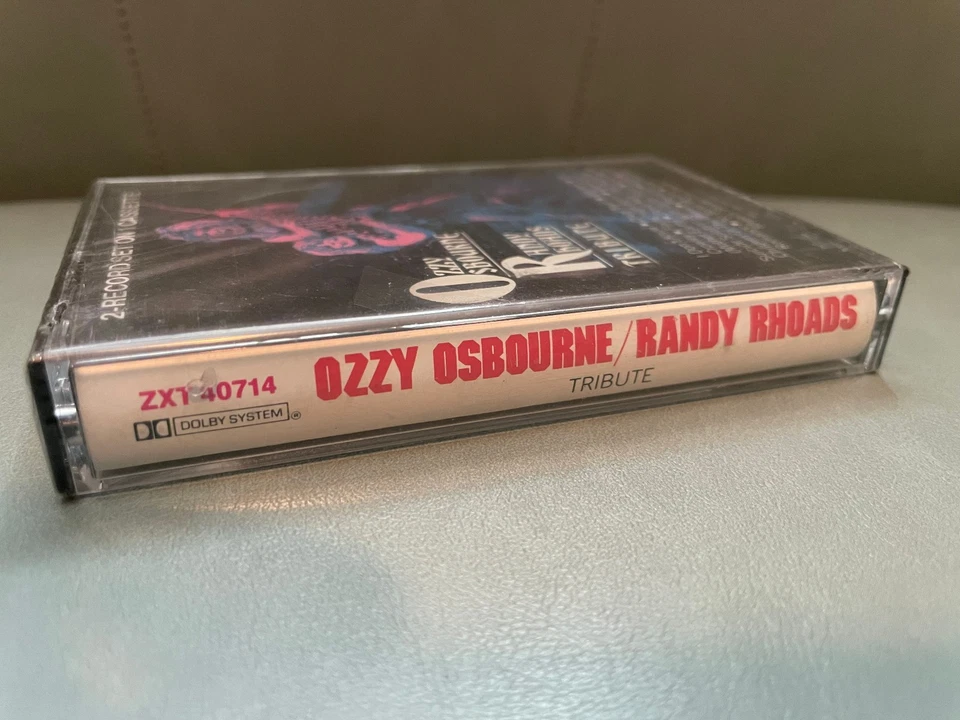 2-RECORD SET ON 1 CASSETTE
OZZY
OSBOURNE
RANDY
RHOADS
TRIBUTE
ZXT 40714
OZZY OSBOURNE/RANDY RHOADS
TRIBUTE
DOLBY SYSTEM®